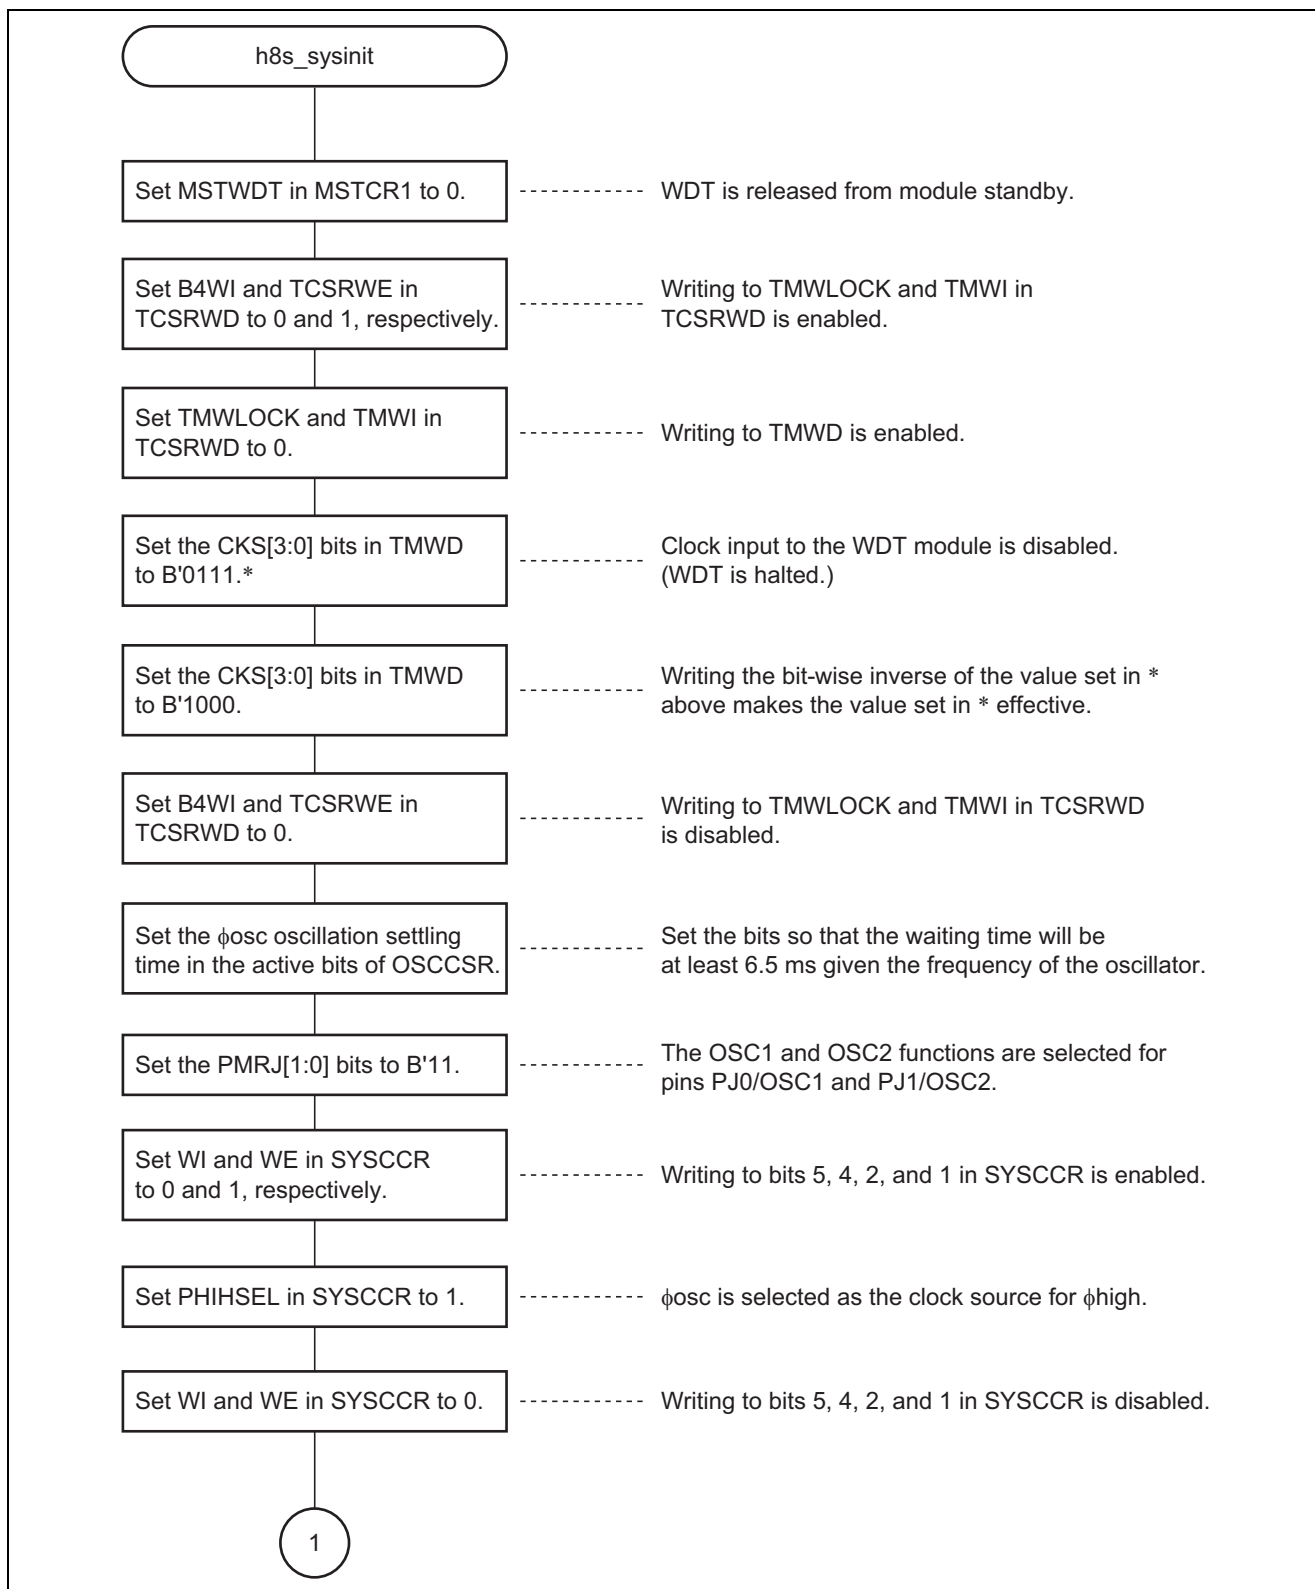 h8s_sysinit
Set MSTWDT in MSTCR1 to 0.
WDT is released from module standby.
Set B4WI and TCSRWE in
TCSRWD to 0 and 1, respectively.
Writing to TMWLOCK and TMWI in
TCSRWD is enabled.
Set TMWLOCK and TMWI in
TCSRWD to 0.
Writing to TMWD is enabled.
Set the CKS[3:0] bits in TMWD
to B'0111.*
Clock input to the WDT module is disabled.
(WDT is halted.)
Set the CKS[3:0] bits in TMWD
to B'1000.
Writing the bit-wise inverse of the value set in *
above makes the value set in * effective.
Set B4WI and TCSRWE in
TCSRWD to 0.
Writing to TMWLOCK and TMWI in TCSRWD
is disabled.
Set the ϕosc oscillation settling
time in the active bits of OSCCSR.
Set the bits so that the waiting time will be
at least 6.5 ms given the frequency of the oscillator.
Set the PMRJ[1:0] bits to B'11.
The OSC1 and OSC2 functions are selected for
pins PJ0/OSC1 and PJ1/OSC2.
Set WI and WE in SYSCCR
to 0 and 1, respectively.
Writing to bits 5, 4, 2, and 1 in SYSCCR is enabled.
Set PHIHSEL in SYSCCR to 1.
ϕosc is selected as the clock source for ϕhigh.
Set WI and WE in SYSCCR to 0.
Writing to bits 5, 4, 2, and 1 in SYSCCR is disabled.
1